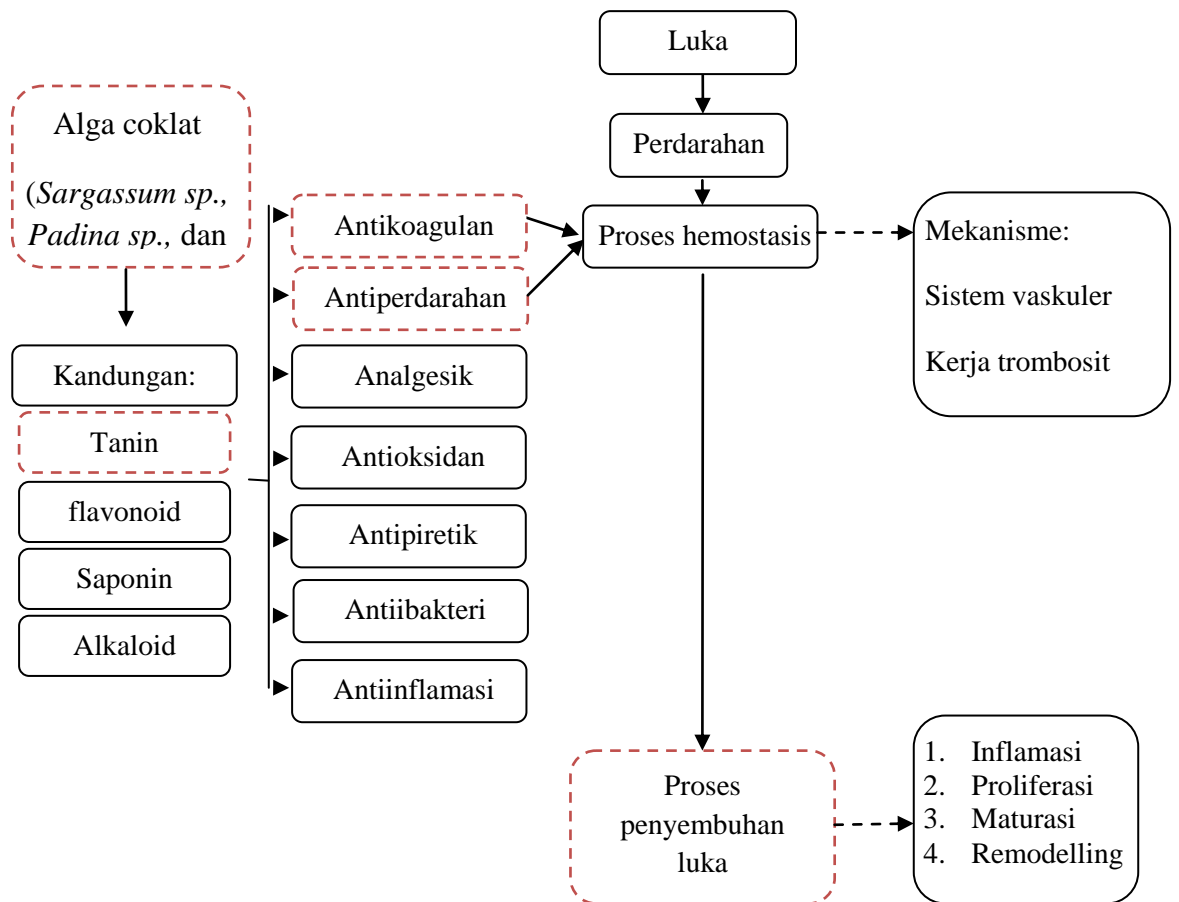 Luka
Perdarahan
Proses hemostasis
Mekanisme:
Sistem vaskuler
Kerja trombosit
Alga coklat
(Sargassum sp.,
Padina sp., dan
Kandungan:
Tanin
flavonoid
Saponin
Alkaloid
Antikoagulan
Antiperdarahan
Analgesik
Antioksidan
Antipiretik
Antiibakteri
Antiinflamasi
Proses
penyembuhan
luka
1. Inflamasi
2. Proliferasi
3. Maturasi
4. Remodelling